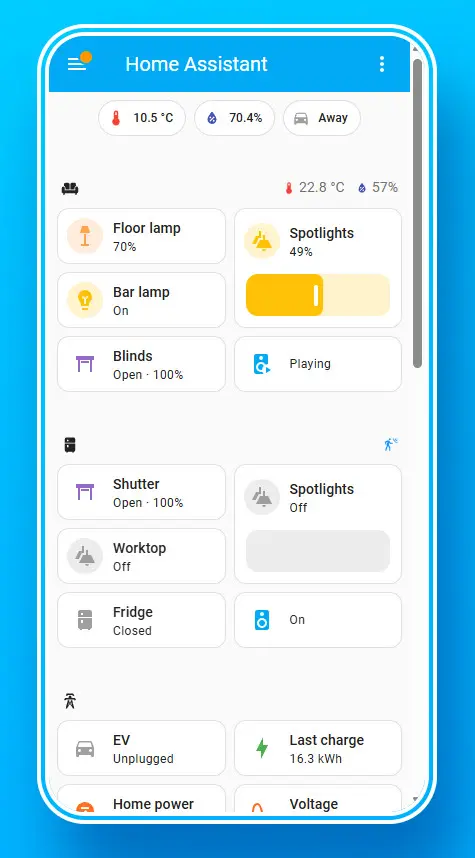 Home Assistant
10.5 °C
70.4%
Away
22.8 °C
57%
Floor lamp
70%
Spotlights
49%
Bar lamp
On
Blinds
Open · 100%
Playing
Shutter
Open · 100%
Spotlights
Off
Worktop
Off
Fridge
Closed
On
EV
Unplugged
Last charge
16.3 kWh
Home power
Voltage